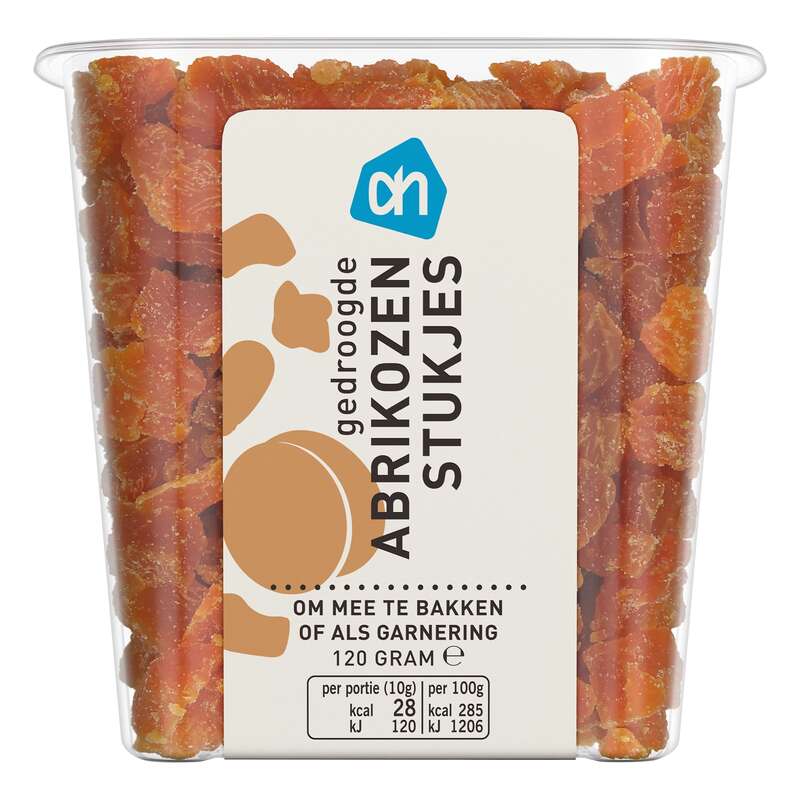 ah
gedroogde
ABRIKOZEN
STUKJES
OM MEE TE BAKKEN
OF ALS GARNERING
120 GRAM ℮
per portie (10g) per 100g
kcal 28 kcal 285
kJ 120 kJ 1206